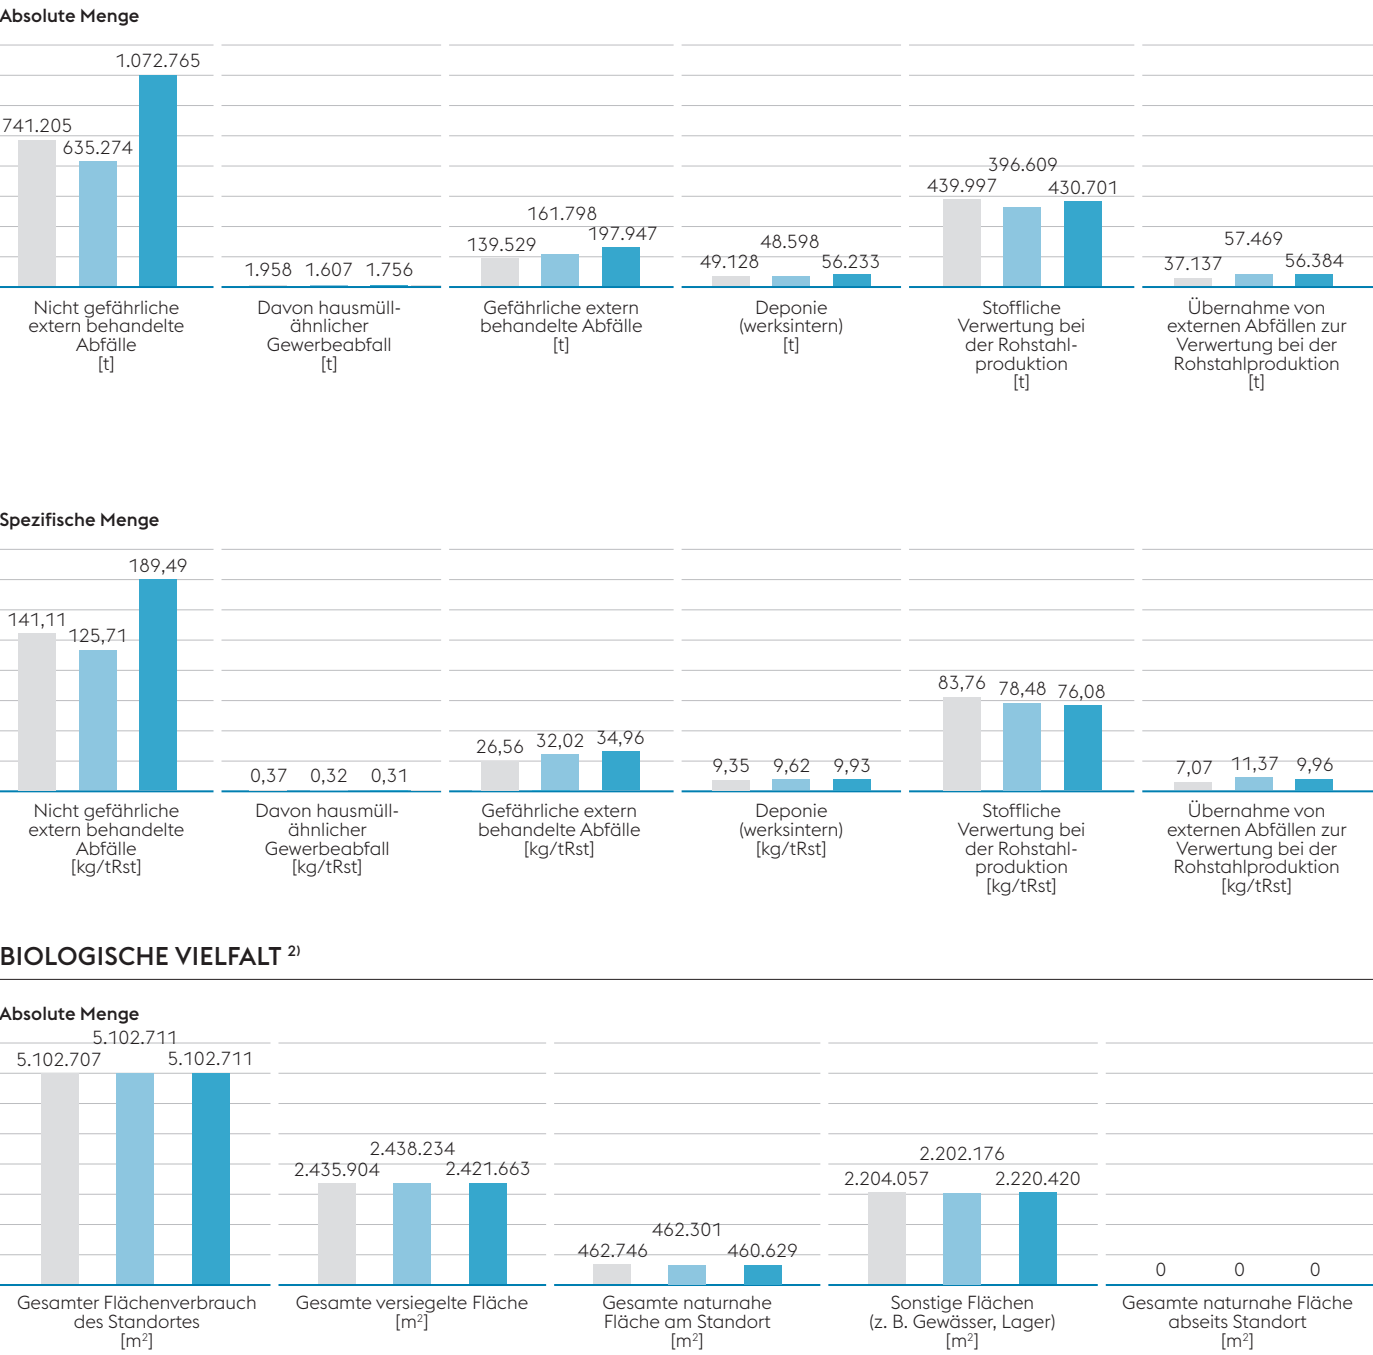 Absolute Menge
741.205
635.274
1.072.765
Nicht gefährliche
extern behandelte
Abfälle
[t]
1.958
1.607
1.756
Davon hausmüll-
ähnlicher
Gewerbeabfall
[t]
139.529
161.798
197.947
Gefährliche extern
behandelte Abfälle
[t]
49.128
48.598
56.233
Deponie
(werksintern)
[t]
439.997
396.609
430.701
Stoffliche
Verwertung bei
der Rohstahl-
produktion
[t]
37.137
57.469
56.384
Übernahme von
externen Abfällen zur
Verwertung bei der
Rohstahlproduktion
[t]
Spezifische Menge
141,11
125,71
189,49
Nicht gefährliche
extern behandelte
Abfälle
[kg/tRst]
0,37
0,32
0,31
Davon hausmüll-
ähnlicher
Gewerbeabfall
[kg/tRst]
26,56
32,02
34,96
Gefährliche extern
behandelte Abfälle
[kg/tRst]
9,35
9,62
9,93
Deponie
(werksintern)
[kg/tRst]
83,76
78,48
76,08
Stoffliche
Verwertung bei
der Rohstahl-
produktion
[kg/tRst]
7,07
11,37
9,96
Übernahme von
externen Abfällen zur
Verwertung bei der
Rohstahlproduktion
[kg/tRst]
BIOLOGISCHE VIELFALT 2)
Absolute Menge
5.102.707
5.102.711
5.102.711
Gesamter Flächenverbrauch
des Standortes
[m²]
2.435.904
2.438.234
2.421.663
Gesamte versiegelte Fläche
[m²]
462.746
462.301
460.629
Gesamte naturnahe
Fläche am Standort
[m²]
2.204.057
2.202.176
2.220.420
Sonstige Flächen
(z. B. Gewässer, Lager)
[m²]
0
0
0
Gesamte naturnahe Fläche
abseits Standort
[m²]